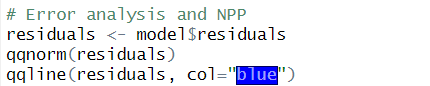 # Error analysis and NPP
residuals <- model$residuals
qqnorm(residuals)
qqline(residuals, col="blue")